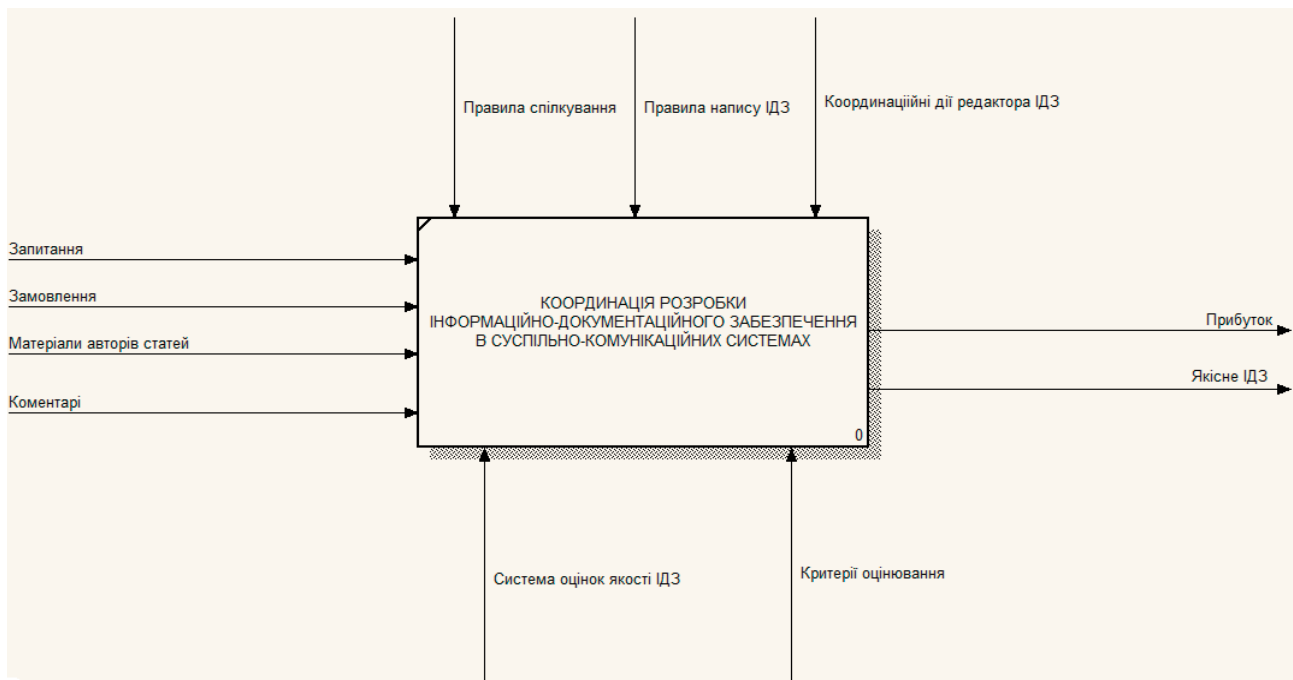 Правила спілкування
Правила напису ІДЗ
Координаціійні дії редактора ІДЗ
Запитання
Замовлення
Матеріали авторів статей
Коментарі
КООРДИНАЦІЯ РОЗРОБКИ
ІНФОРМАЦІЙНО-ДОКУМЕНТАЦІЙНОГО ЗАБЕЗПЕЧЕННЯ
В СУСПІЛЬНО-КОМУНІКАЦІЙНИХ СИСТЕМАХ
0
Прибуток
Якісне ІДЗ
Система оцінок якості ІДЗ
Критерії оцінювання